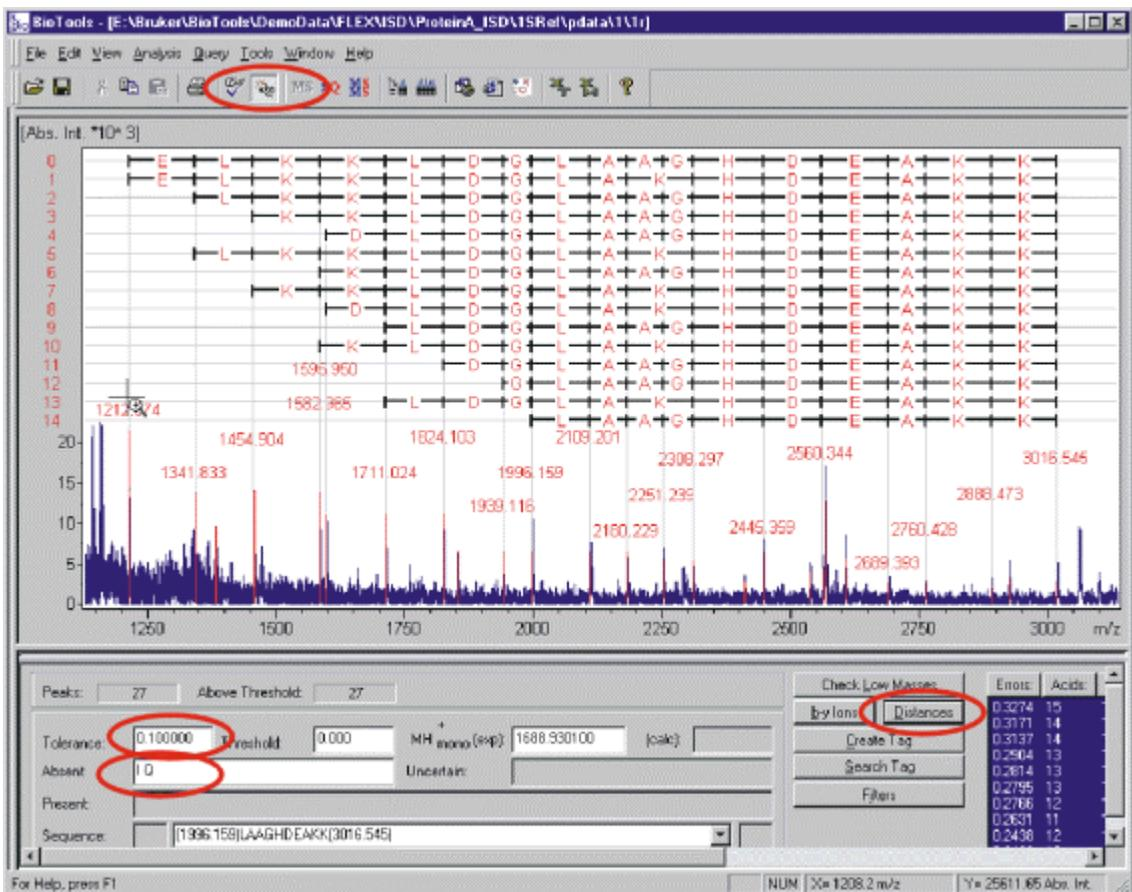 BioTools - [E:\Bruker\BioTools\DemoData\FLEX\ISD\ProteinA_ISD\1SRef\pdata\1\1r]
File Edit View Analysis Query Tools Window Help
[Abs. Int. *10^ 3]
0 E L K K L D G L A A G H D E A K K
1 E L K K L D G L A K H D E A K K
2 L K K L D G L A A G H D E A K K
3 K K L D G L A A G H D E A K K
4 D L D G L A A G H D E A K K
5 L K K L D G L A K H D E A K K
6 K L D G L A A G H D E A K K
7 K K L D G L A K H D E A K K
8 D L D G L A K H D E A K K
9 L D G L A A G H D E A K K
10 K L D G L A K H D E A K K
11 D G L A A G H D E A K K
12 G L A A G H D E A K K
13 L D G L A K H D E A K K
14 L A A G H D E A K K
1596.950
1582.985
1454.904 1824.103 2109.201
1341.833 1711.024 1996.159 2308.297 2560.344 3016.545
1939.116 2251.239 2888.473
2180.229 2445.359 2760.428
2689.393
20
15
10
5
0
1250 1500 1750 2000 2250 2500 2750 3000 m/z
Peaks: 27 Above Threshold: 27
Check Low Masses
Errors: Acids:
b-y Ions Distances
Tolerance: 0.100000 Threshold: 0.000 MH+ mono (exp): 1688.930100 (calc):
Create Tag
Absent: I Q Uncertain:
Search Tag
Present:
Filters
Sequence: (1996.159)LAAGHDEAKK(3016.545)
0.3274 15
0.3171 14
0.3137 14
0.2904 13
0.2814 13
0.2795 13
0.2766 12
0.2631 11
0.2438 12
For Help, press F1 NUM X= 1208.2 m/z Y= 25611.65 Abs. Int.